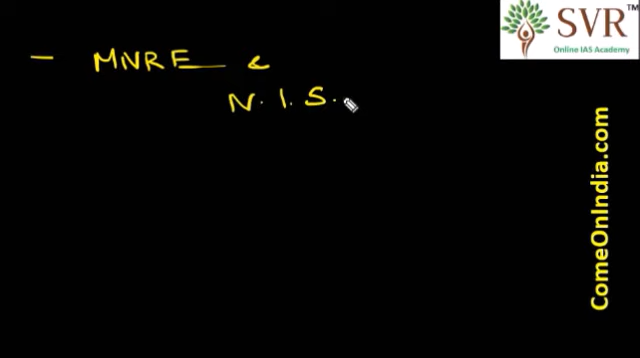 SVR™
Online IAS Academy
- MNRE &
N.I.S.
ComeOnIndia.com